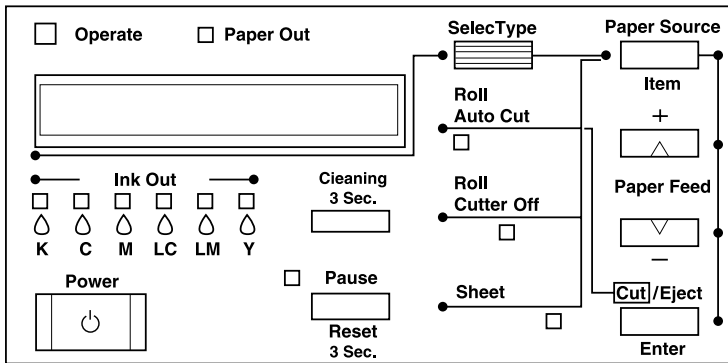 Operate
Paper Out
SelecType
Paper Source
Item
Roll
Auto Cut
+
Ink Out
Cleaning
3 Sec.
Roll
Cutter Off
Paper Feed
K C M LC LM Y
−
Power
Pause
Sheet
Cut/Eject
Reset
3 Sec.
Enter